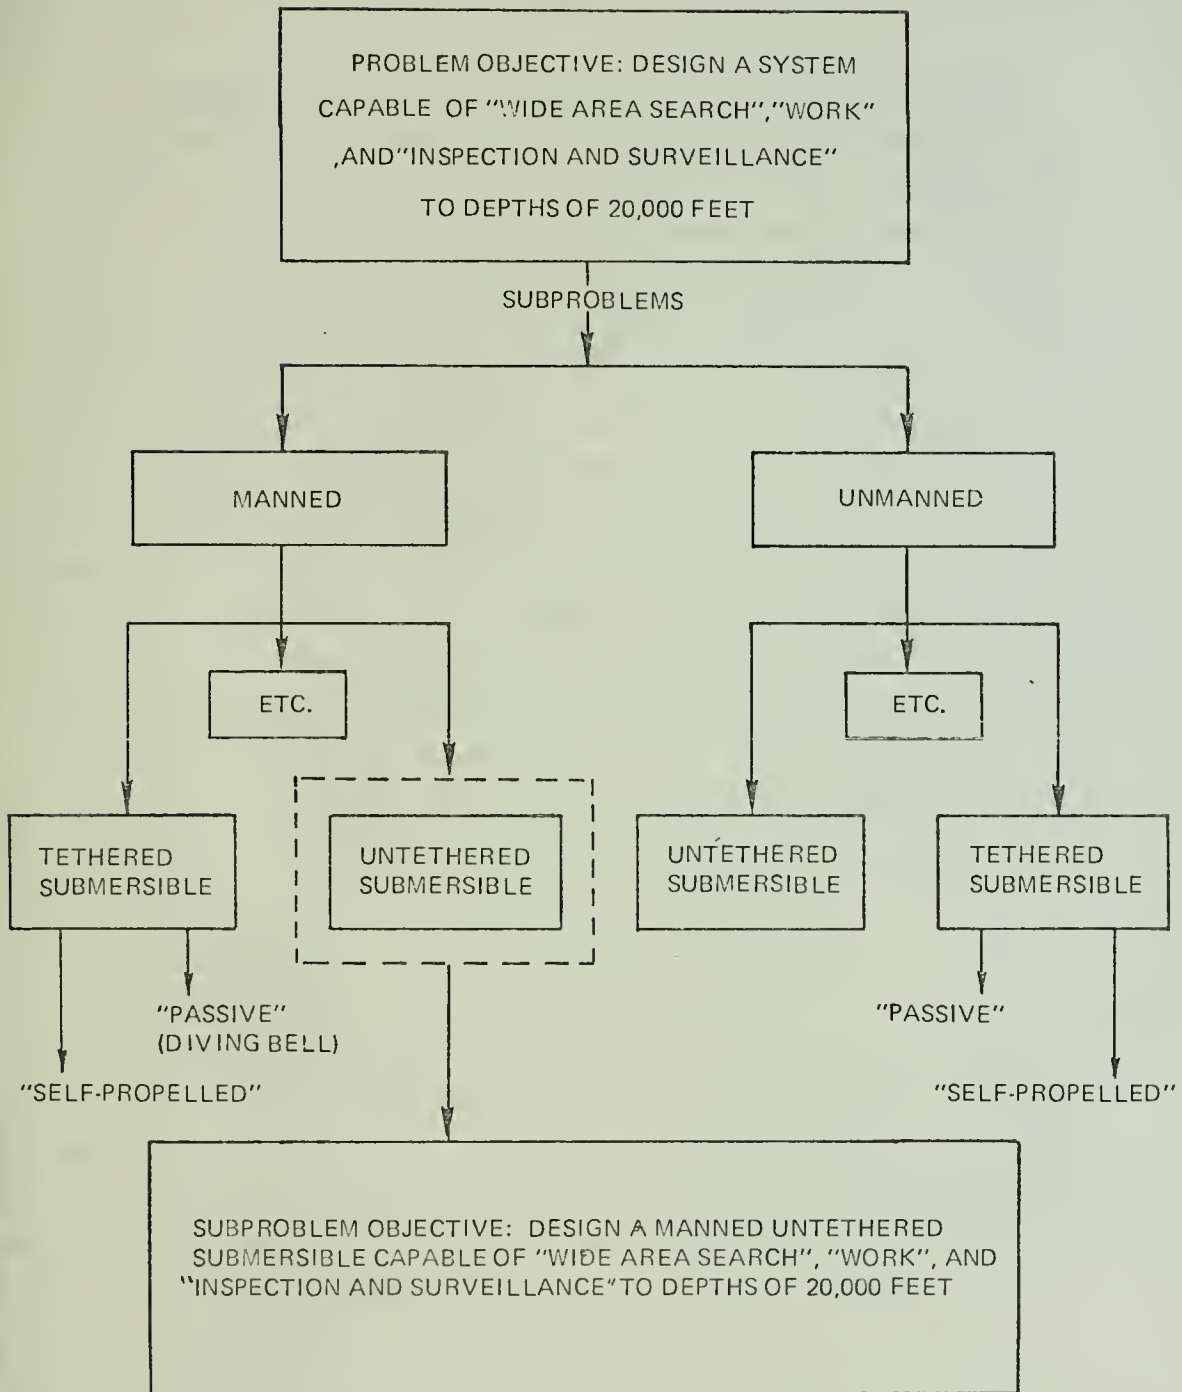 PROBLEM OBJECTIVE: DESIGN A SYSTEM
CAPABLE OF "WIDE AREA SEARCH","WORK"
,AND"INSPECTION AND SURVEILLANCE"
TO DEPTHS OF 20,000 FEET
SUBPROBLEMS
MANNED
UNMANNED
ETC.
ETC.
TETHERED
SUBMERSIBLE
UNTETHERED
SUBMERSIBLE
UNTETHERED
SUBMERSIBLE
TETHERED
SUBMERSIBLE
"PASSIVE"
(DIVING BELL)
"SELF-PROPELLED"
"PASSIVE"
"SELF-PROPELLED"
SUBPROBLEM OBJECTIVE: DESIGN A MANNED UNTETHERED
SUBMERSIBLE CAPABLE OF "WIDE AREA SEARCH", "WORK", AND
"INSPECTION AND SURVEILLANCE" TO DEPTHS OF 20,000 FEET